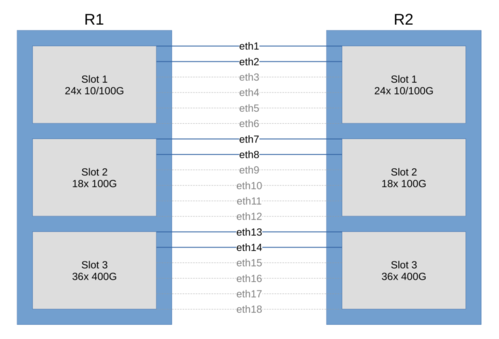 R1
R2
Slot 1
24x 10/100G
Slot 2
18x 100G
Slot 3
36x 400G
eth1
eth2
eth3
eth4
eth5
eth6
eth7
eth8
eth9
eth10
eth11
eth12
eth13
eth14
eth15
eth16
eth17
eth18
Slot 1
24x 10/100G
Slot 2
18x 100G
Slot 3
36x 400G